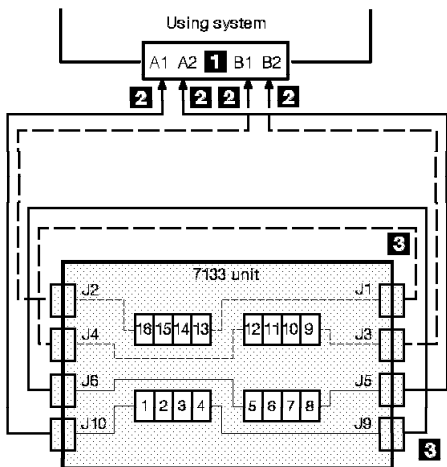 Using system
A1 A2 1 B1 B2
2 2 2 2
3
7133 unit
J2 J1
16 15 14 13 12 11 10 9
J4 J3
J6 J5
1 2 3 4 5 6 7 8
J10 J9
3